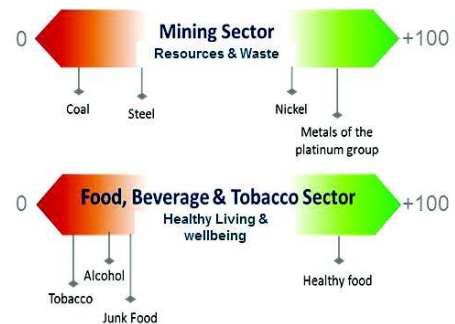 0 Mining Sector +100
Resources & Waste
Coal Steel Nickel
Metals of the
platinum group
Food, Beverage & Tobacco Sector
0 +100
Healthy Living &
wellbeing
Alcohol Healthy food
Tobacco
Junk Food